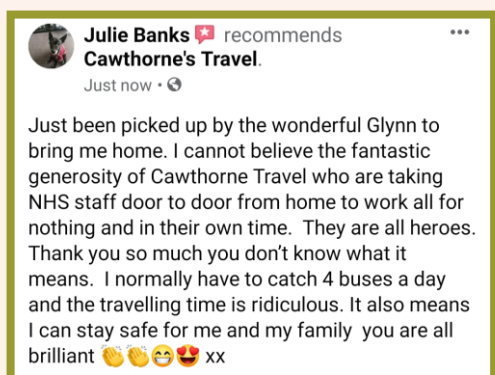 Julie Banks recommends
Cawthorne's Travel.
Just now
Just been picked up by the wonderful Glynn to
bring me home. I cannot believe the fantastic
generosity of Cawthorne Travel who are taking
NHS staff door to door from home to work all for
nothing and in their own time.  They are all heroes.
Thank you so much you don’t know what it
means.  I normally have to catch 4 buses a day
and the travelling time is ridiculous. It also means
I can stay safe for me and my family  you are all
brilliant 👏👏😁😍 xx